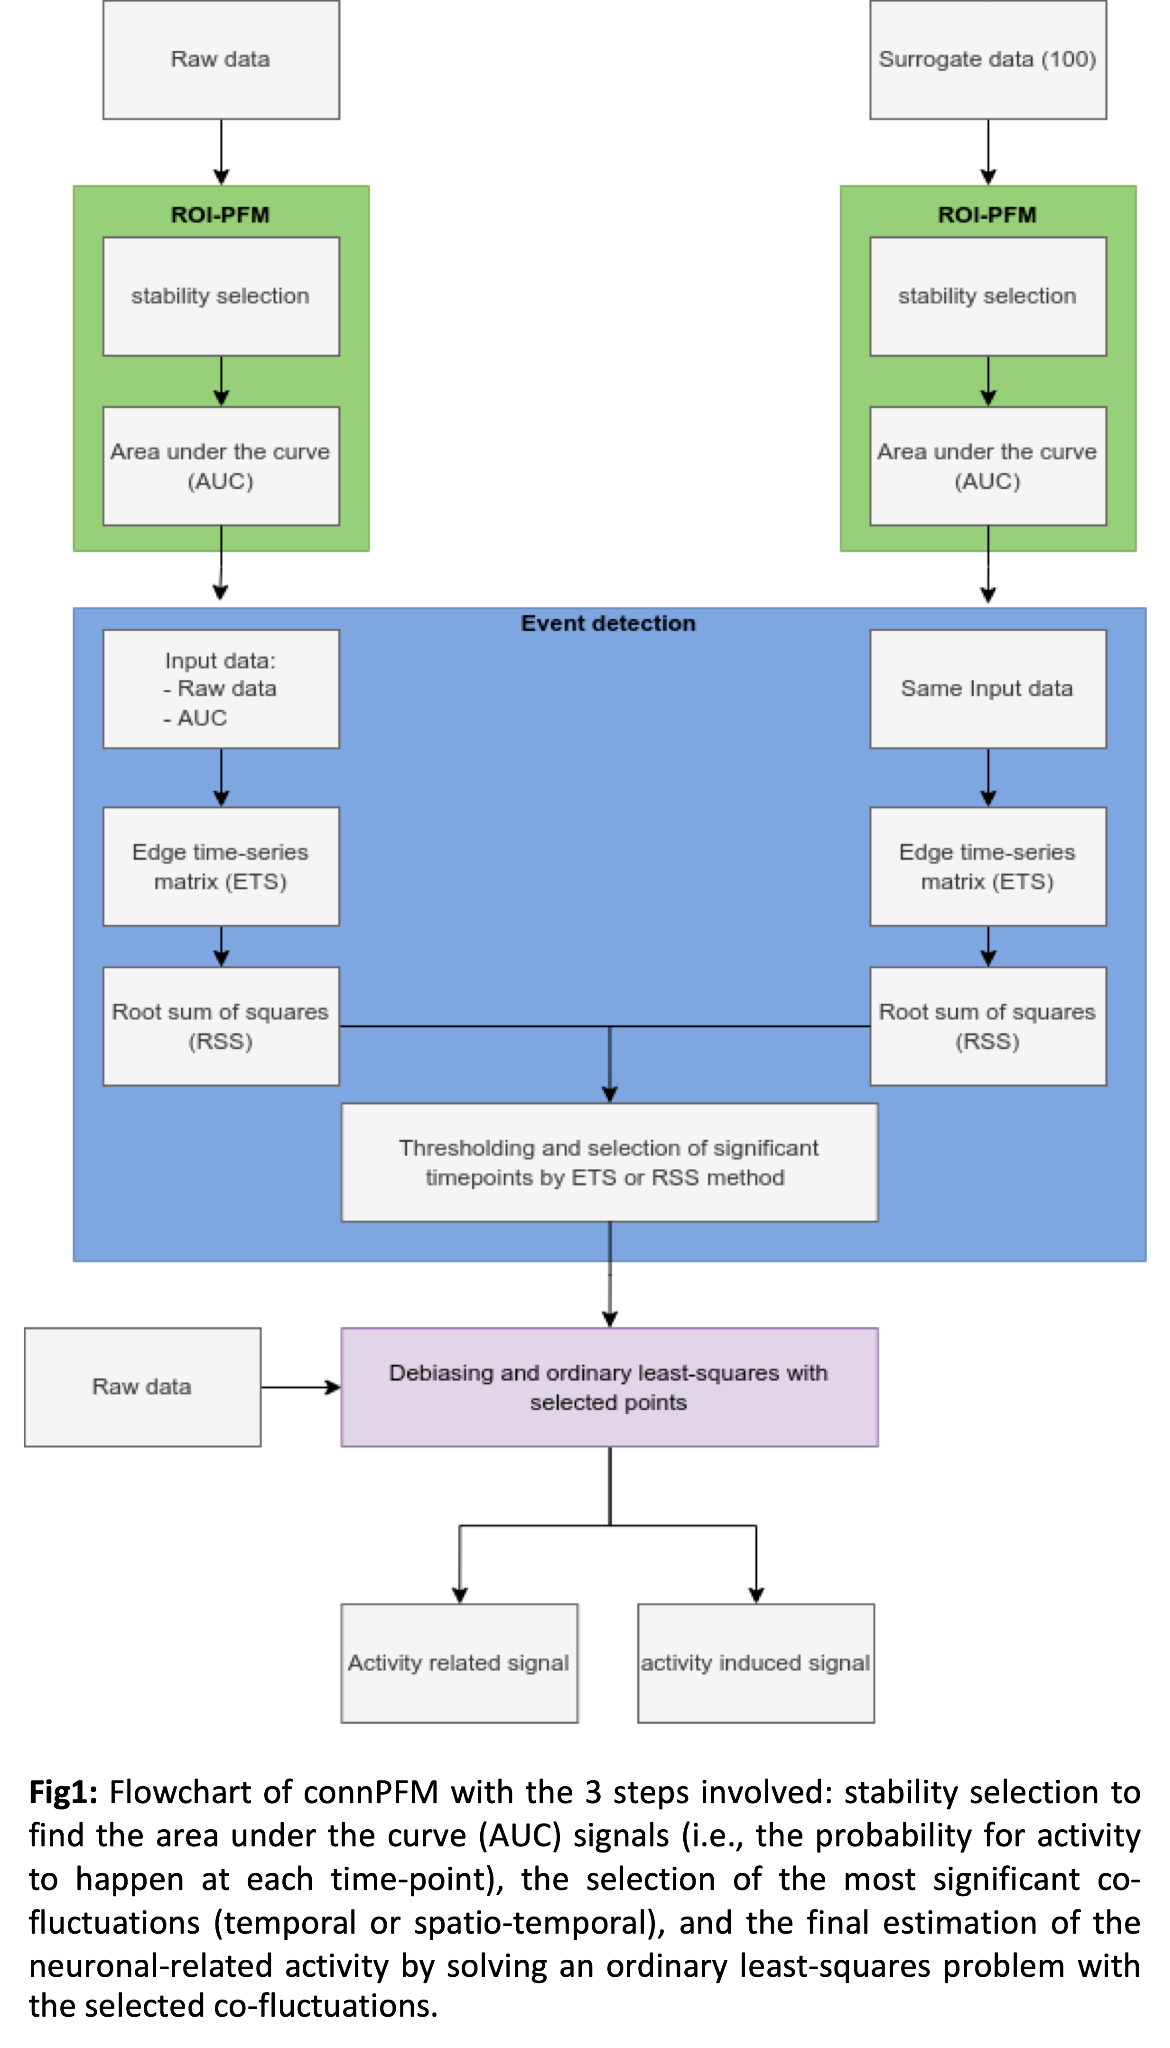 Raw data
Surrogate data (100)
ROI-PFM
ROI-PFM
stability selection
stability selection
Area under the curve
(AUC)
Area under the curve
(AUC)
Event detection
Input data:
- Raw data
- AUC
Same Input data
Edge time-series
matrix (ETS)
Edge time-series
matrix (ETS)
Root sum of squares
(RSS)
Root sum of squares
(RSS)
Thresholding and selection of significant
timepoints by ETS or RSS method
Raw data
Debiasing and ordinary least-squares with
selected points
Activity related signal
activity induced signal
Fig1: Flowchart of connPFM with the 3 steps involved: stability selection to
find the area under the curve (AUC) signals (i.e., the probability for activity
to happen at each time-point), the selection of the most significant co-
fluctuations (temporal or spatio-temporal), and the final estimation of the
neuronal-related activity by solving an ordinary least-squares problem with
the selected co-fluctuations.